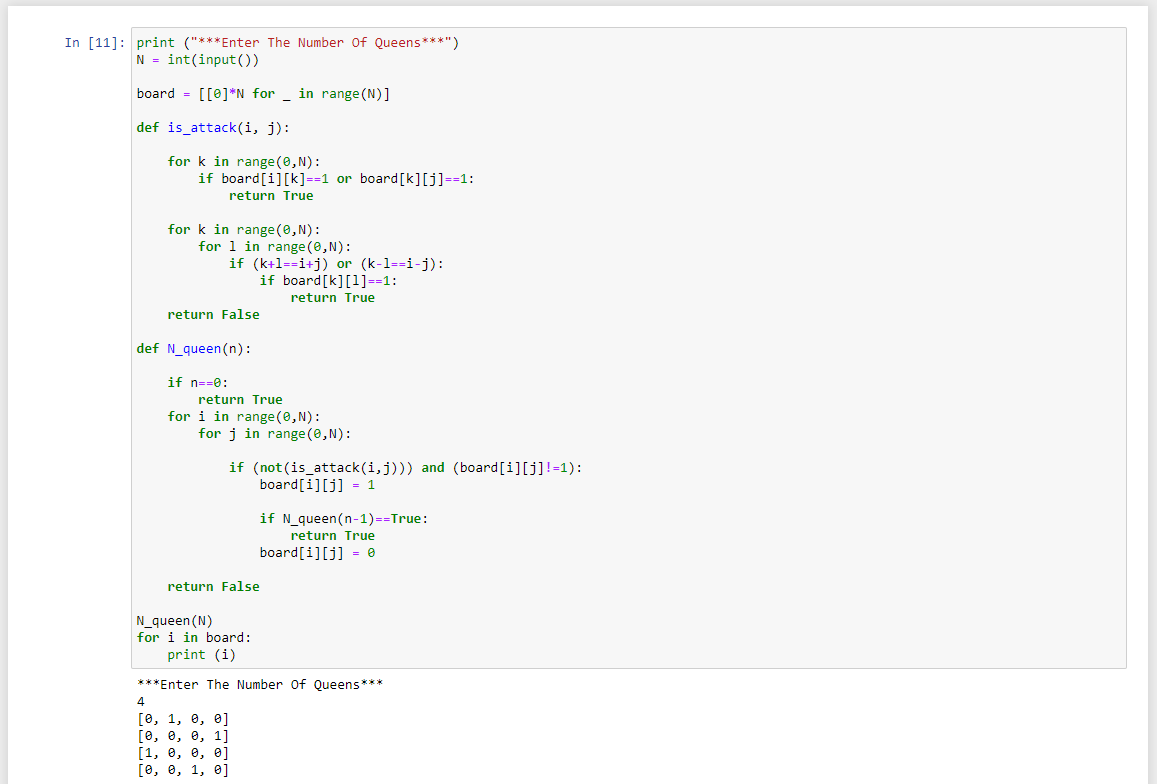 In [11]: print ("***Enter The Number Of Queens***")
N = int(input())
board = [[0]*N for _ in range(N)]
def is_attack(i, j):
    for k in range(0,N):
        if board[i][k]==1 or board[k][j]==1:
            return True
    for k in range(0,N):
        for l in range(0,N):
            if (k+l==i+j) or (k-l==i-j):
                if board[k][l]==1:
                    return True
    return False
def N_queen(n):
    if n==0:
        return True
    for i in range(0,N):
        for j in range(0,N):
            if (not(is_attack(i,j))) and (board[i][j]!=1):
                board[i][j] = 1
                if N_queen(n-1)==True:
                    return True
                board[i][j] = 0
    return False
N_queen(N)
for i in board:
    print (i)
***Enter The Number Of Queens***
4
[0, 1, 0, 0]
[0, 0, 0, 1]
[1, 0, 0, 0]
[0, 0, 1, 0]